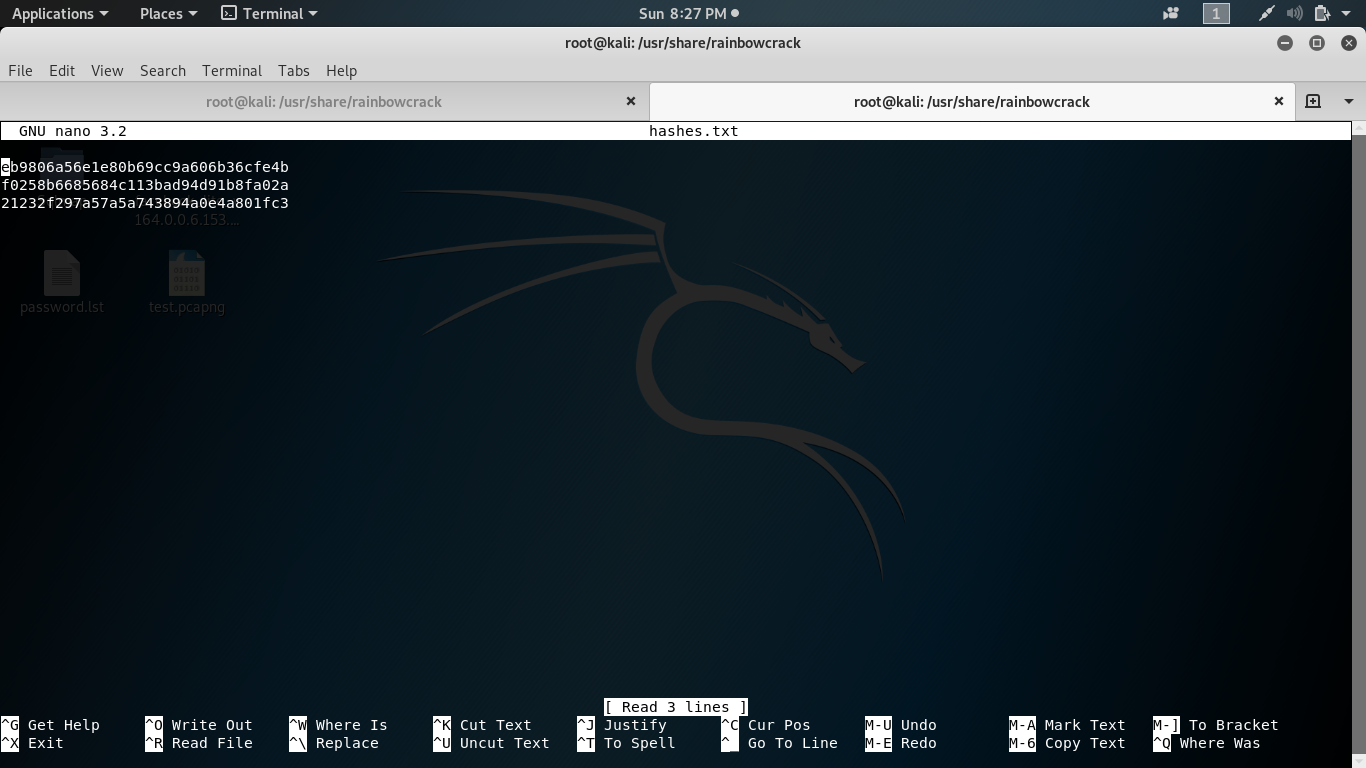 Applications Places Terminal Sun 8:27 PM 1
root@kali: /usr/share/rainbowcrack
File Edit View Search Terminal Tabs Help
root@kali: /usr/share/rainbowcrack root@kali: /usr/share/rainbowcrack
GNU nano 3.2 hashes.txt
eb9806a56e1e80b69cc9a606b36cfe4b
f0258b6685684c113bad94d91b8fa02a
21232f297a57a5a743894a0e4a801fc3
164.0.0.6.153....
password.lst test.pcapng
[ Read 3 lines ]
^G Get Help ^O Write Out ^W Where Is ^K Cut Text ^J Justify ^C Cur Pos M-U Undo M-A Mark Text M-] To Bracket
^X Exit ^R Read File ^\ Replace ^U Uncut Text ^T To Spell ^_ Go To Line M-E Redo M-6 Copy Text ^Q Where Was